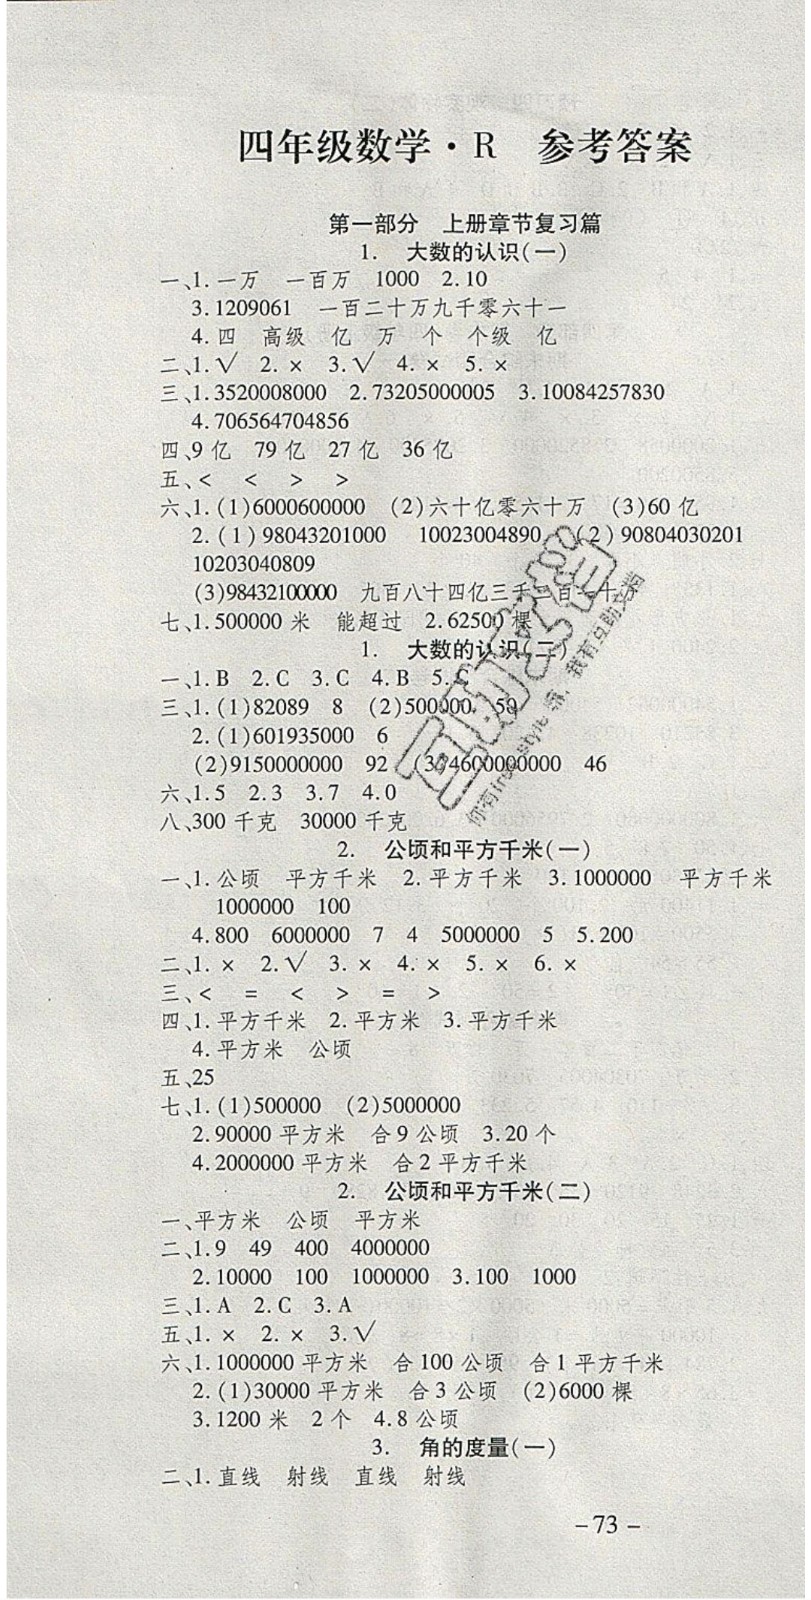 四年级数学·R 参考答案
第一部分 上册章节复习篇
1. 大数的认识(一)
一、1.一万 一百万 1000 2.10
3.1209061 一百二十万九千零六十一
4.四 高级 亿 万 个 个级 亿
二、1.√ 2.× 3.√ 4.× 5.×
三、1.3520008000 2.73205000005 3.10084257830
4.706564704856
四、9亿 79亿 27亿 36亿
五、< < > >
六、1.(1)6000600000 (2)六十亿零六十万 (3)60亿
2.(1)98043201000 10023004890 (2)90804030201
10203040809
(3)98432100000 九百八十四亿三千二百一十万
七、1.500000米 能超过 2.62500棵
1. 大数的认识(二)
一、1.B 2.C 3.C 4.B 5.C
三、1.(1)82089 8 (2)500000 50
2.(1)601935000 6
(2)9150000000 92 (3)4600000000 46
六、1.5 2.3 3.7 4.0
八、300千克 30000千克
2. 公顷和平方千米(一)
一、1.公顷 平方千米 2.平方千米 3.1000000 平方千米
1000000 100
4.800 6000000 7 4 5000000 5 5.200
二、1.× 2.√ 3.× 4.× 5.× 6.×
三、< = < > = >
四、1.平方千米 2.平方米 3.平方千米
4.平方米 公顷
五、25
七、1.(1)500000 (2)5000000
2.90000平方米 合9公顷 3.20个
4.2000000平方米 合2平方千米
2. 公顷和平方千米(二)
一、平方米 公顷 平方米
二、1.9 49 400 4000000
2.10000 100 1000000 3.100 1000
三、1.A 2.C 3.A
五、1.× 2.× 3.√
六、1.1000000平方米 合100公顷 合1平方千米
2.(1)30000平方米 合3公顷 (2)6000棵
3.1200米 2个 4.8公顷
3. 角的度量(一)
二、1.直线 射线 直线 射线
-73-